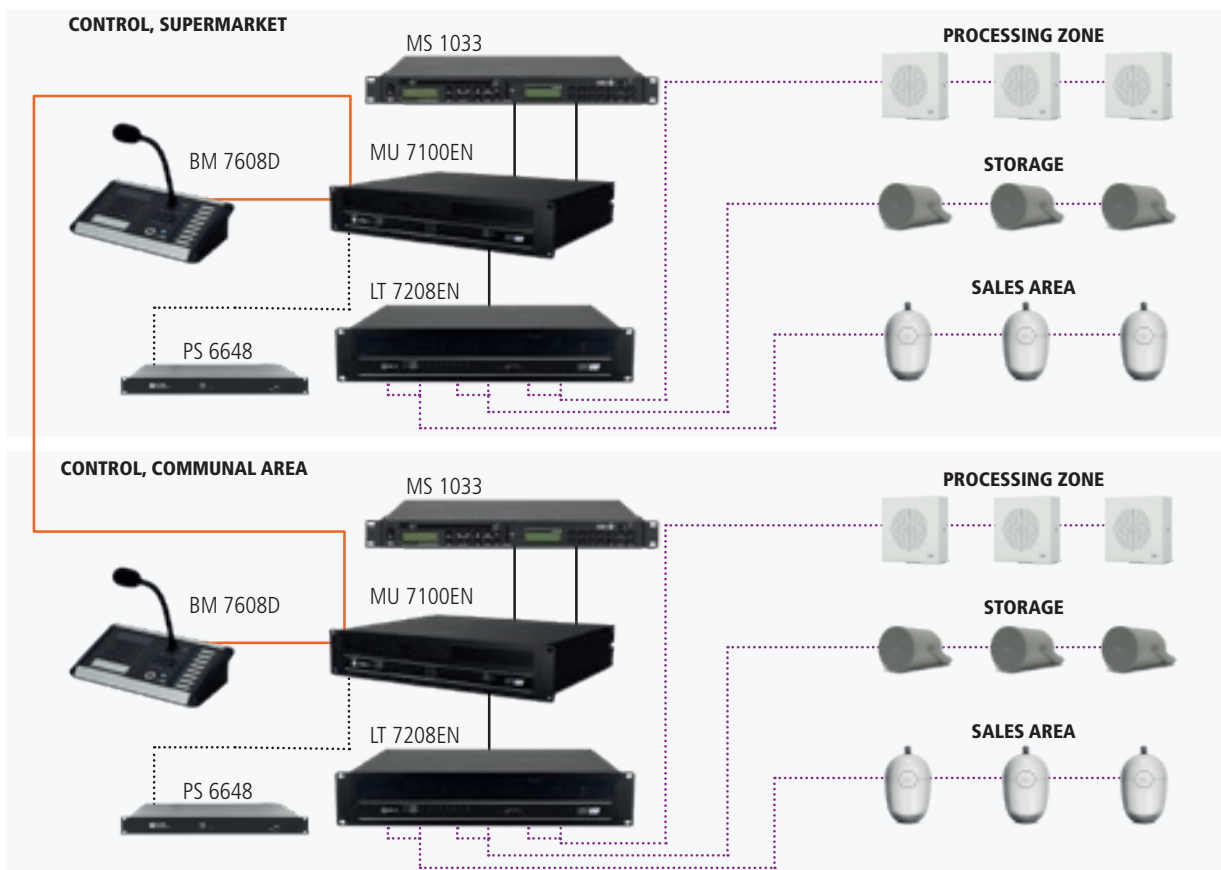 CONTROL, SUPERMARKET
MS 1033
PROCESSING ZONE
BM 7608D
MU 7100EN
STORAGE
LT 7208EN
SALES AREA
PS 6648
CONTROL, COMMUNAL AREA
MS 1033
PROCESSING ZONE
BM 7608D
MU 7100EN
STORAGE
LT 7208EN
SALES AREA
PS 6648